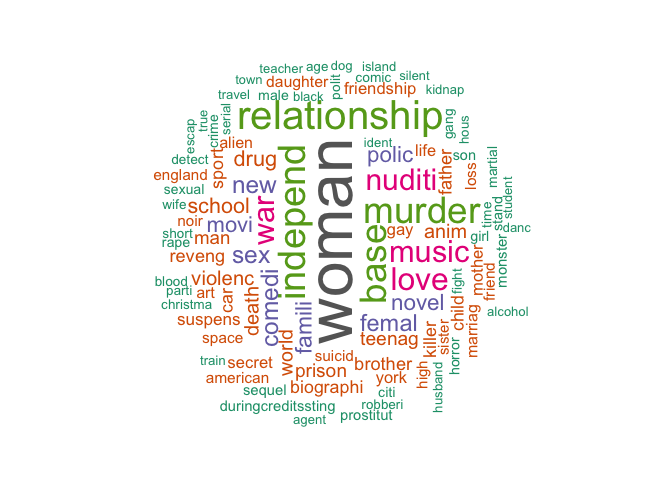 teacher age dog island
town daughter polit comic silent
travel male black friendship kidnap
relationship
escap true crime serial
alien
ident
gang
hous
detect
sport
drug
independ
woman
polic life son
father
loss
martial
england
sexual
new
war
nuditi
student
wife school
base
murder
time
stand
noir movi
gay anim girl
danc
short man
rape
sex
music
monster
reveng
mother
friend
blood violenc
comedi
love
fight
parti art car
death
famili
novel
child
christma
femal
marriag
alcohol
suspens
teenag
killer
sister
space
world
suicid
horror
train secret
prison brother
high
american
biographi york
husband
sequel
citi
duringcreditssting
robberi
agent prostitut